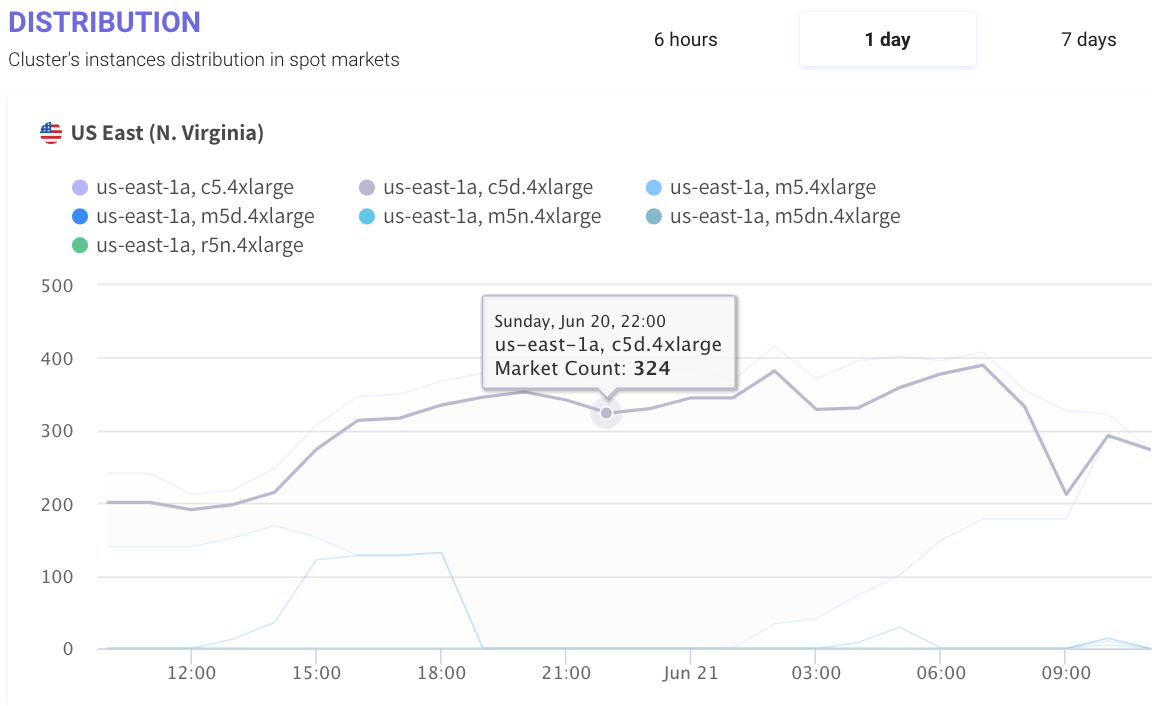 DISTRIBUTION
Cluster's instances distribution in spot markets
6 hours 1 day 7 days
US East (N. Virginia)
us-east-1a, c5.4xlarge us-east-1a, c5d.4xlarge us-east-1a, m5.4xlarge
us-east-1a, m5d.4xlarge us-east-1a, m5n.4xlarge us-east-1a, m5dn.4xlarge
us-east-1a, r5n.4xlarge
500
Sunday, Jun 20, 22:00
us-east-1a, c5d.4xlarge
Market Count: 324
400
300
200
100
0
12:00 15:00 18:00 21:00 Jun 21 03:00 06:00 09:00